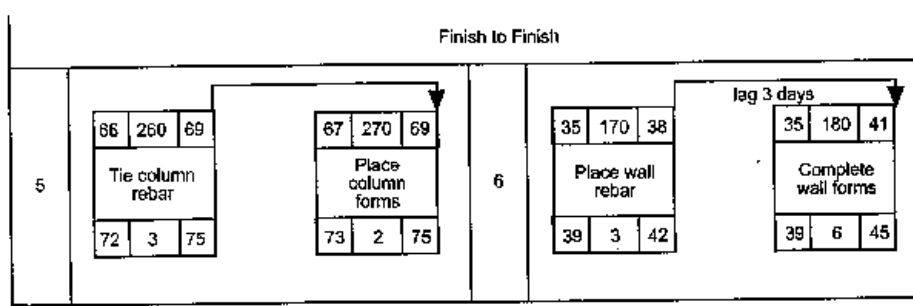 Finish to Finish
lag 3 days
5
66 260 69
Tie column
rebar
72 3 75
67 270 69
Place
column
forms
73 2 75
6
35 170 38
Place wall
rebar
39 3 42
35 180 41
Complete
wall forms
39 6 45